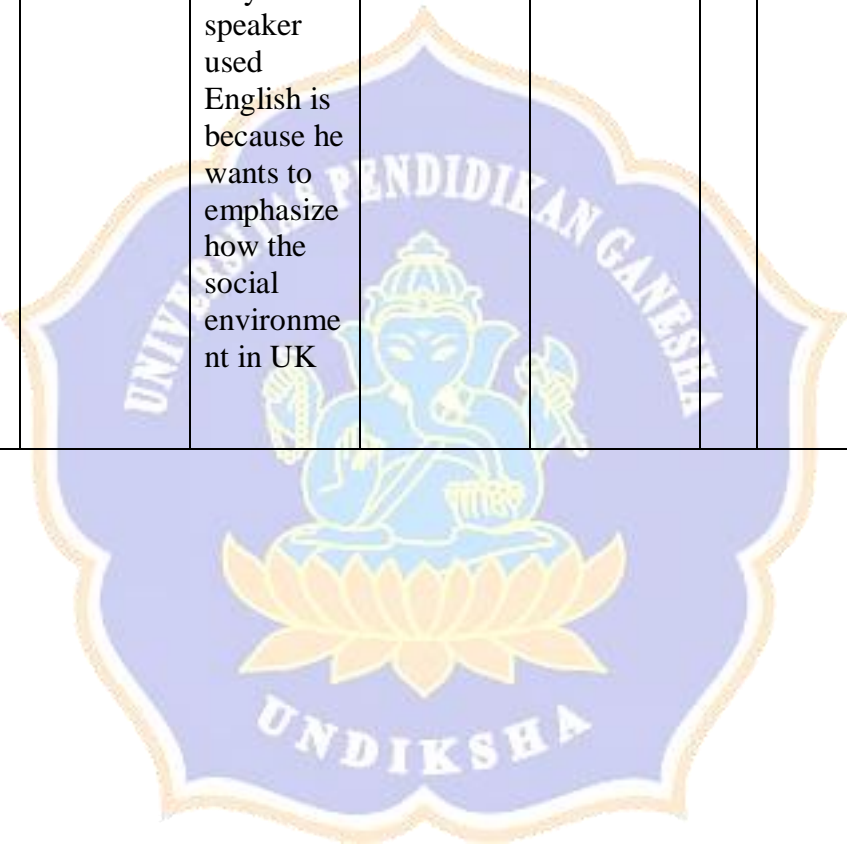 speaker
used
English is
because he
wants to
emphasize
how the
social
environme
nt in UK
UNIVERSITAS PENDIDIKAN GANESHA
UNDIKSHA